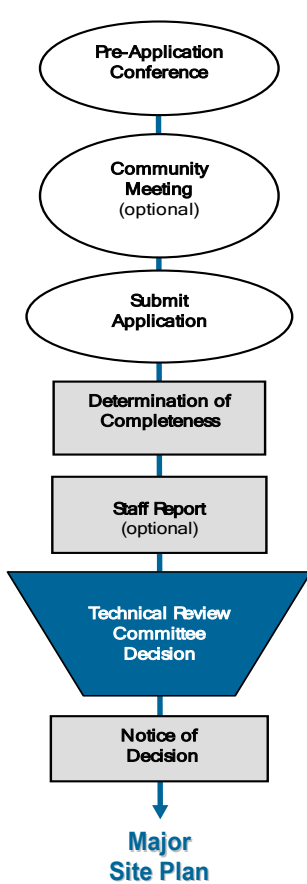 Pre-Application
Conference
Community
Meeting
(optional)
Submit
Application
Determination of
Completeness
Staff Report
(optional)
Technical Review
Committee
Decision
Notice of
Decision
Major
Site Plan